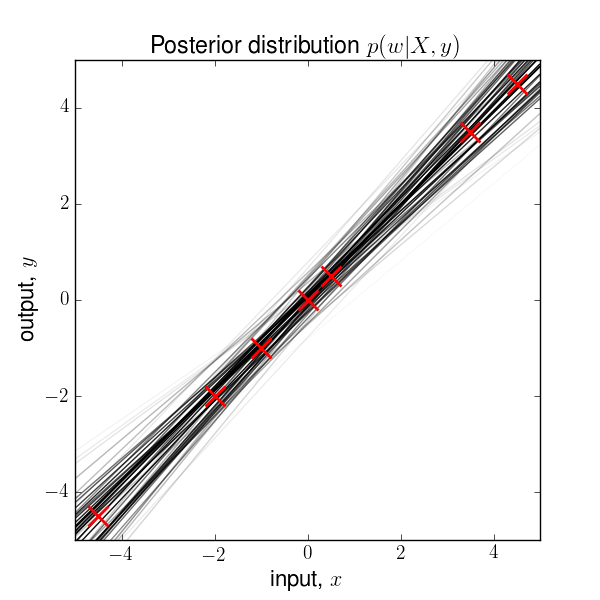 Posterior distribution p(w|X, y)
output, y
4
2
0
−2
−4
−4 −2 0 2 4
input, x